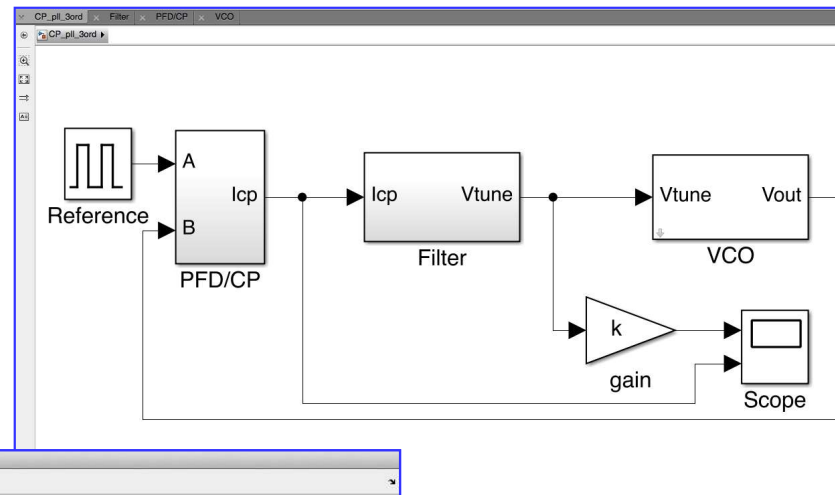 CP_pll_3ord Filter PFD/CP VCO
CP_pll_3ord
A
Icp
B
Reference
PFD/CP
Icp Vtune
Filter
Vtune Vout
VCO
k
gain
Scope